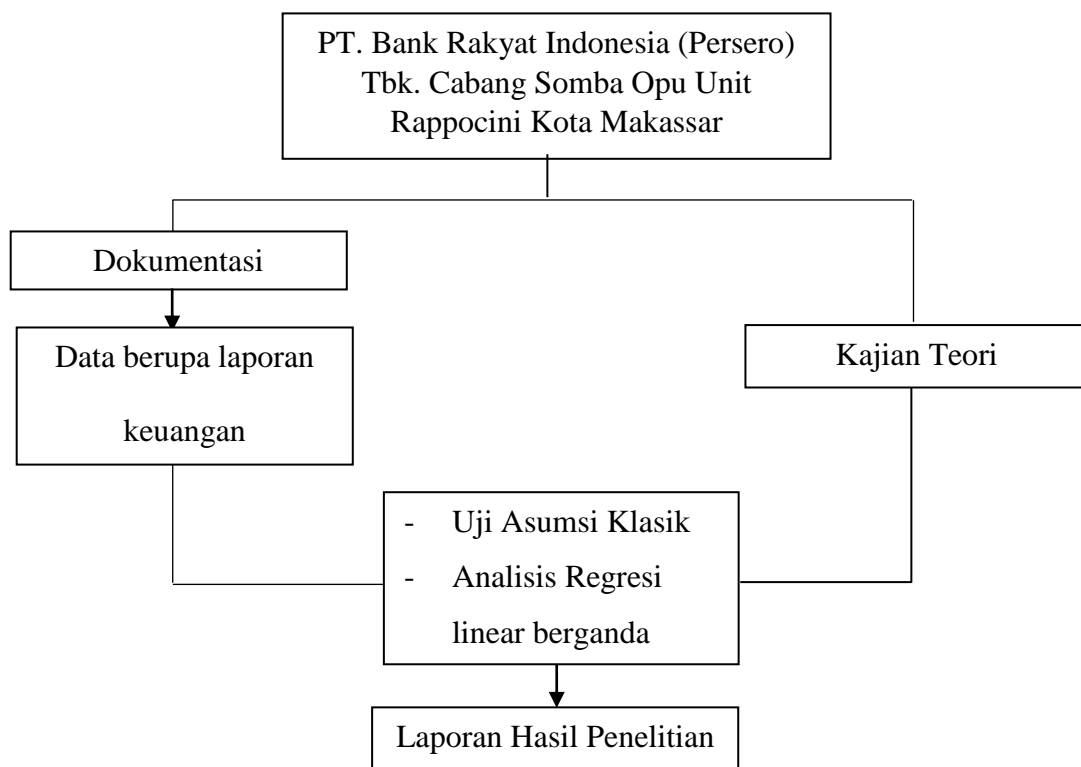 PT. Bank Rakyat Indonesia (Persero)
Tbk. Cabang Somba Opu Unit
Rappocini Kota Makassar
Dokumentasi
Data berupa laporan
keuangan
Kajian Teori
- Uji Asumsi Klasik
- Analisis Regresi
linear berganda
Laporan Hasil Penelitian